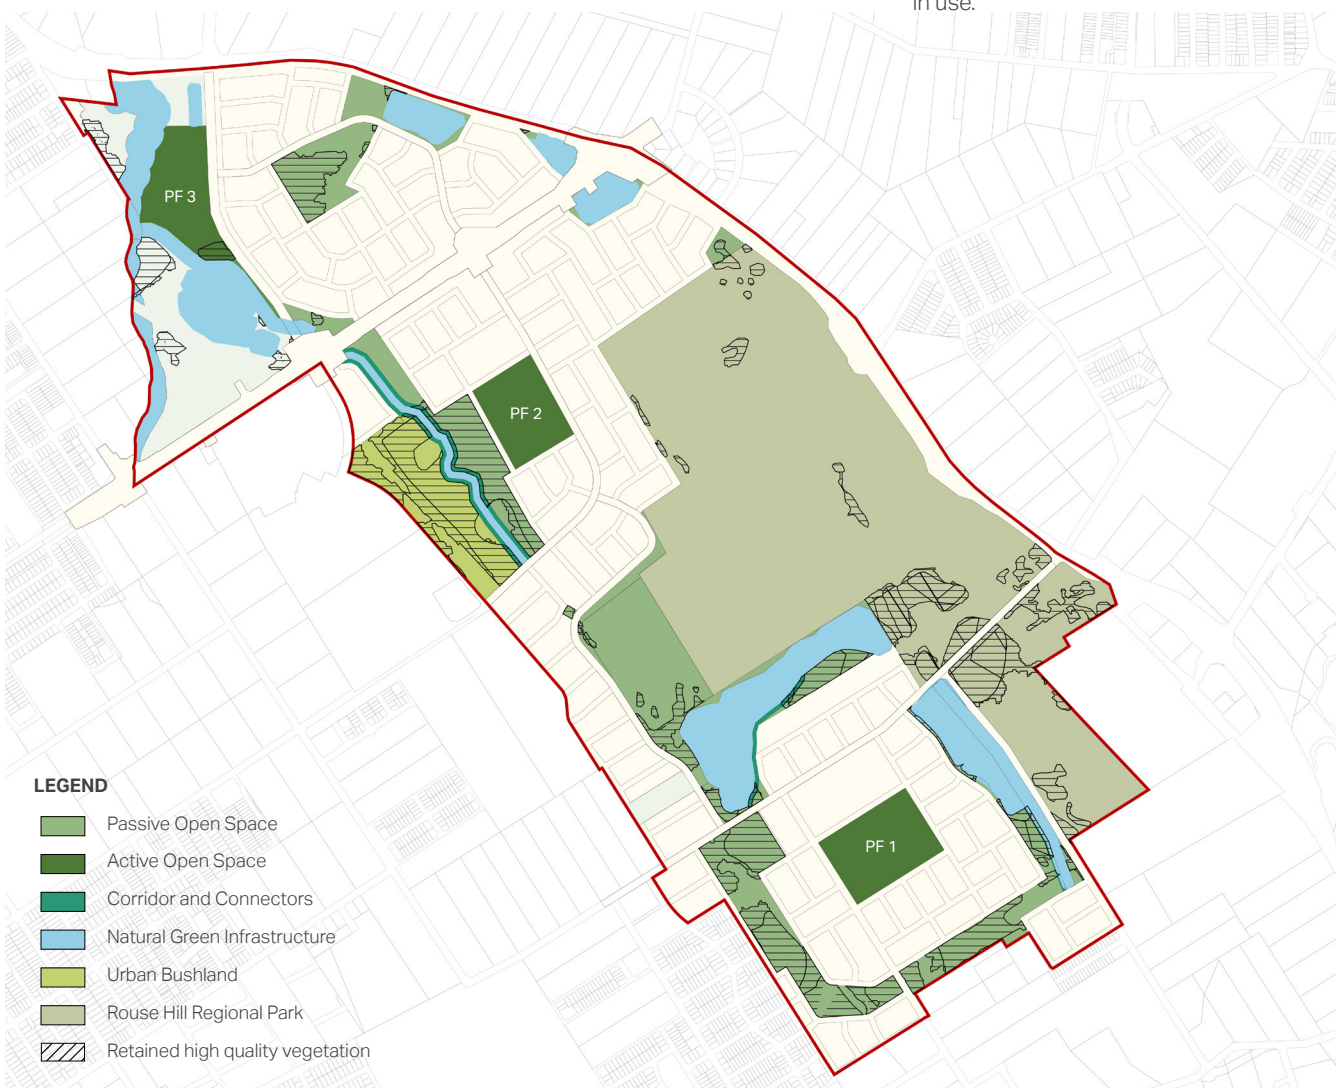 in use.
PF 3
PF 2
PF 1
LEGEND
Passive Open Space
Active Open Space
Corridor and Connectors
Natural Green Infrastructure
Urban Bushland
Rouse Hill Regional Park
Retained high quality vegetation